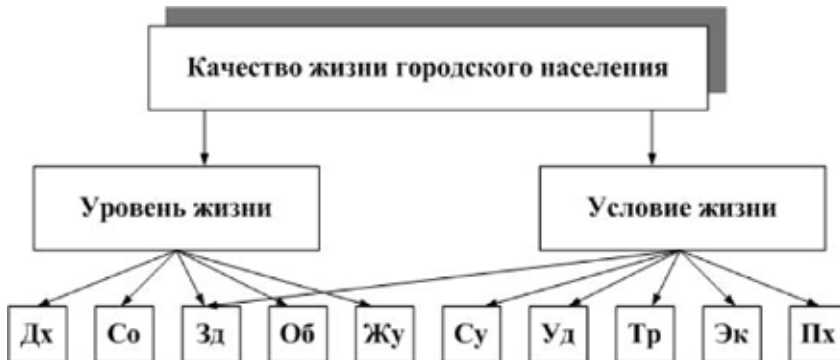 Качество жизни городского населения
Уровень жизни
Условие жизни
Дх
Со
Зд
Об
Жу
Су
Уд
Тр
Эк
Пх